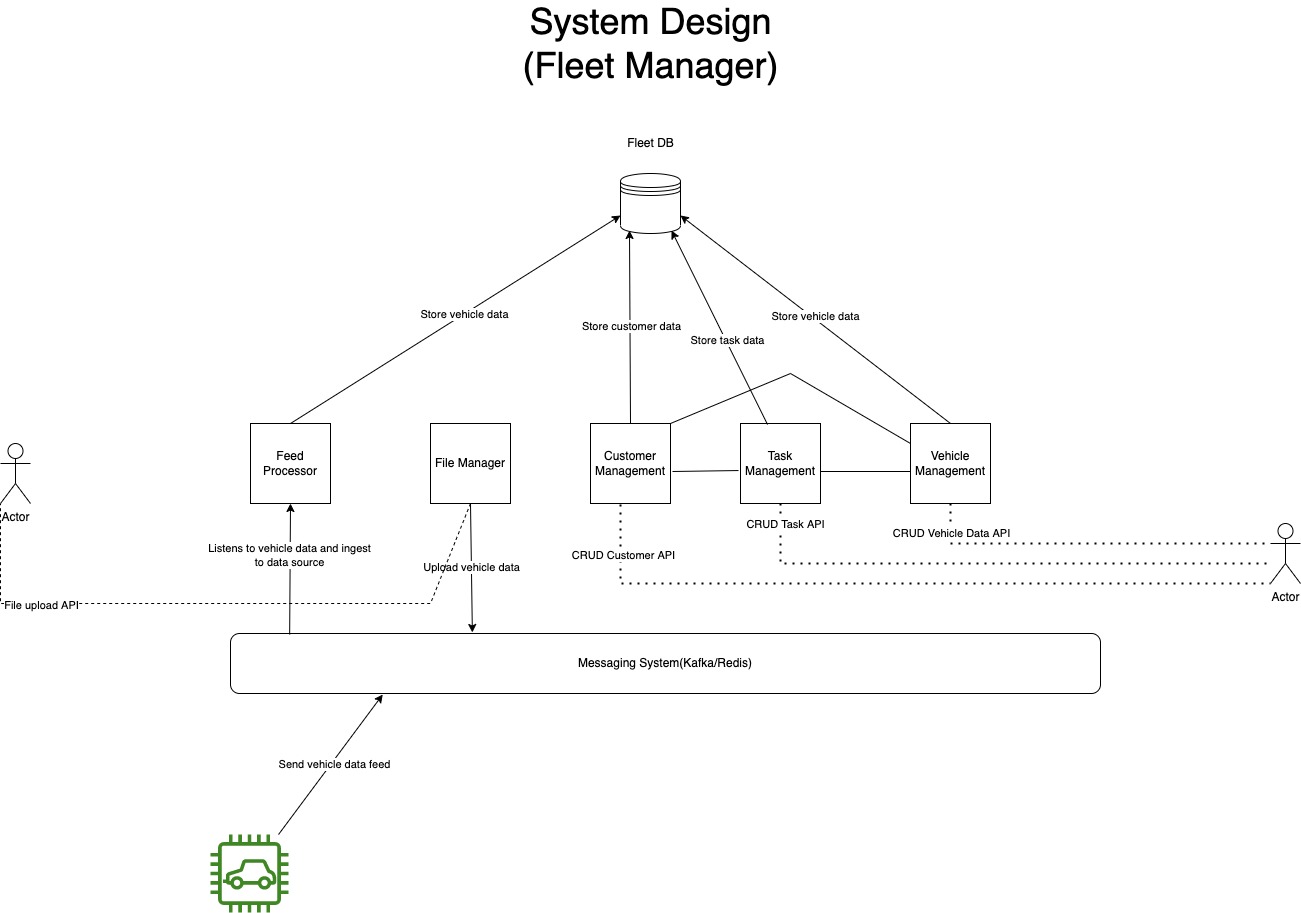 System Design
(Fleet Manager)
Fleet DB
Store vehicle data
Store customer data
Store task data
Store vehicle data
Feed
Processor
File Manager
Customer
Management
Task
Management
Vehicle
Management
Actor
Listens to vehicle data and ingest
to data source
Upload vehicle data
CRUD Customer API
CRUD Task API
CRUD Vehicle Data API
Actor
File upload API
Messaging System(Kafka/Redis)
Send vehicle data feed